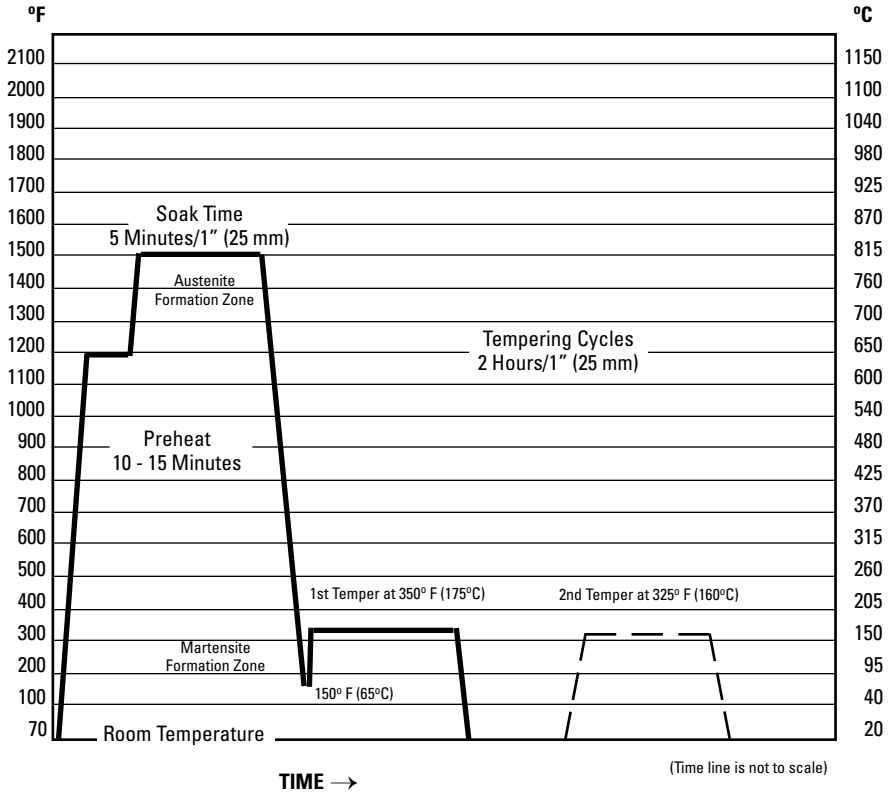 ºF
ºC
2100
1150
2000
1100
1900
1040
1800
980
1700
925
1600
870
Soak Time
5 Minutes/1″ (25 mm)
1500
815
Austenite
Formation Zone
1400
760
1300
700
1200
650
Tempering Cycles
2 Hours/1″ (25 mm)
1100
600
1000
540
Preheat
10 - 15 Minutes
900
480
800
425
700
370
600
315
500
260
1st Temper at 350º F (175ºC)
2nd Temper at 325º F (160ºC)
400
205
300
150
Martensite
Formation Zone
200
95
150º F (65ºC)
100
40
70
20
Room Temperature
TIME →
(Time line is not to scale)